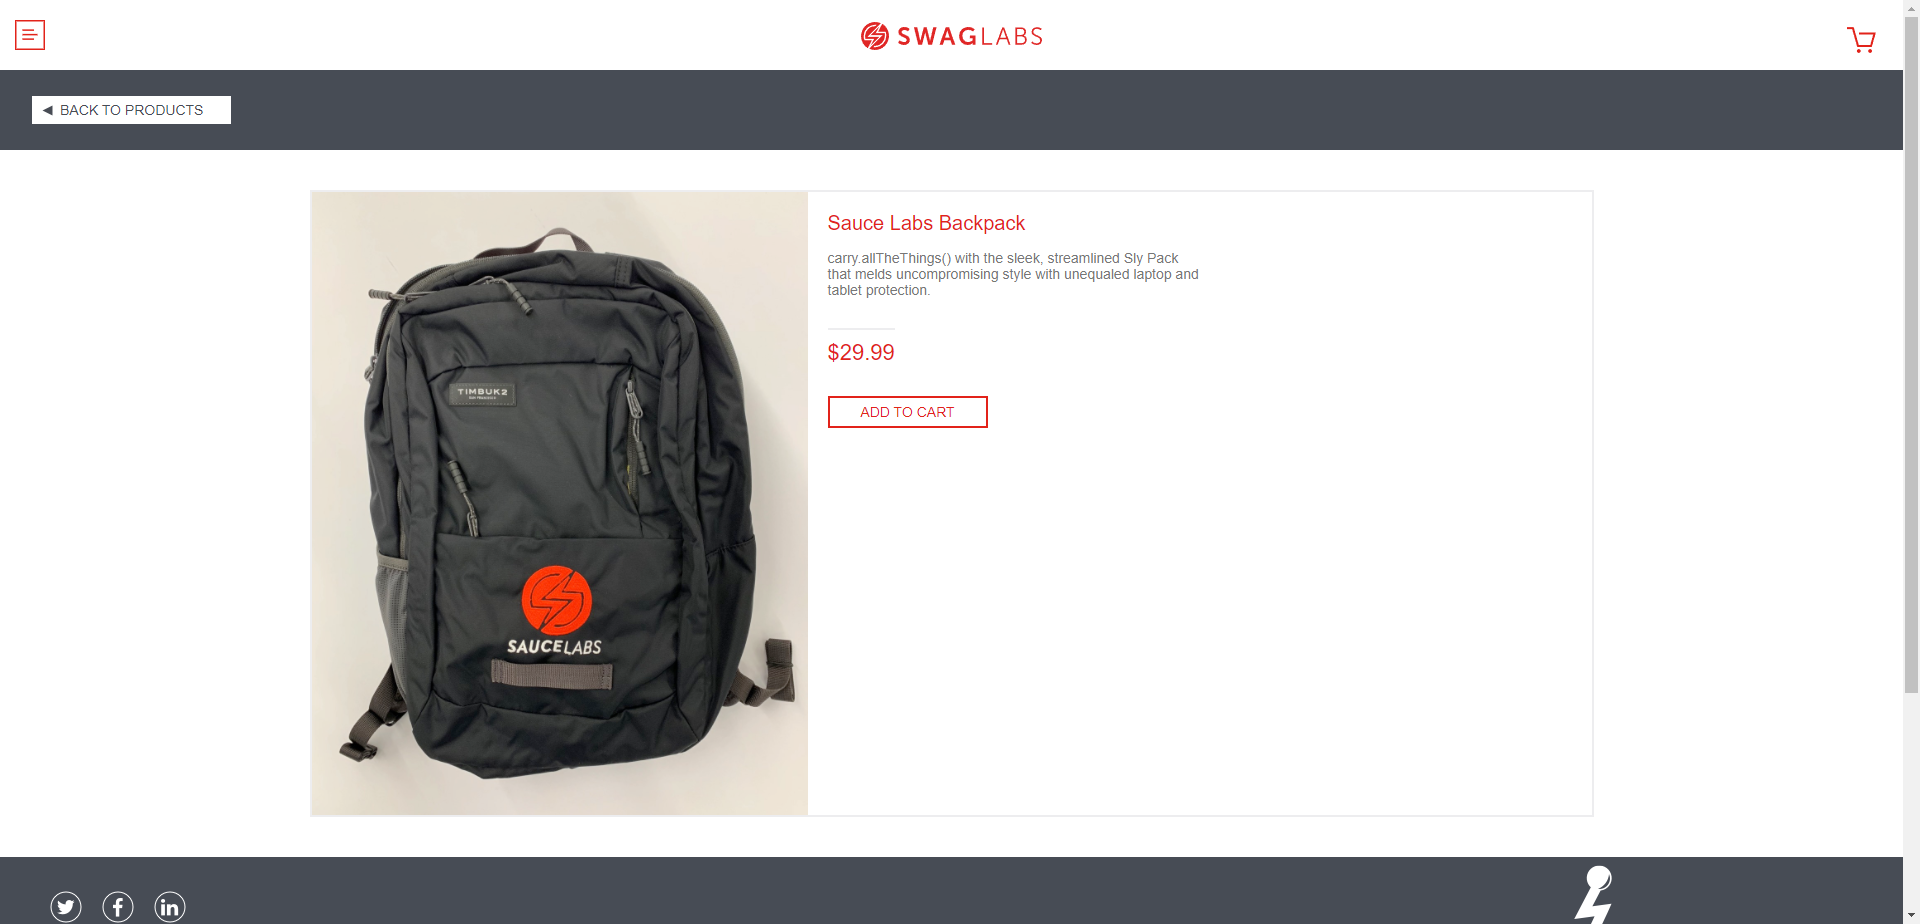 SWAGLABS
BACK TO PRODUCTS
Sauce Labs Backpack
carry.allTheThings() with the sleek, streamlined Sly Pack
that melds uncompromising style with unequaled laptop and
tablet protection.
$29.99
ADD TO CART
TIMBUK2
SAUCELABS